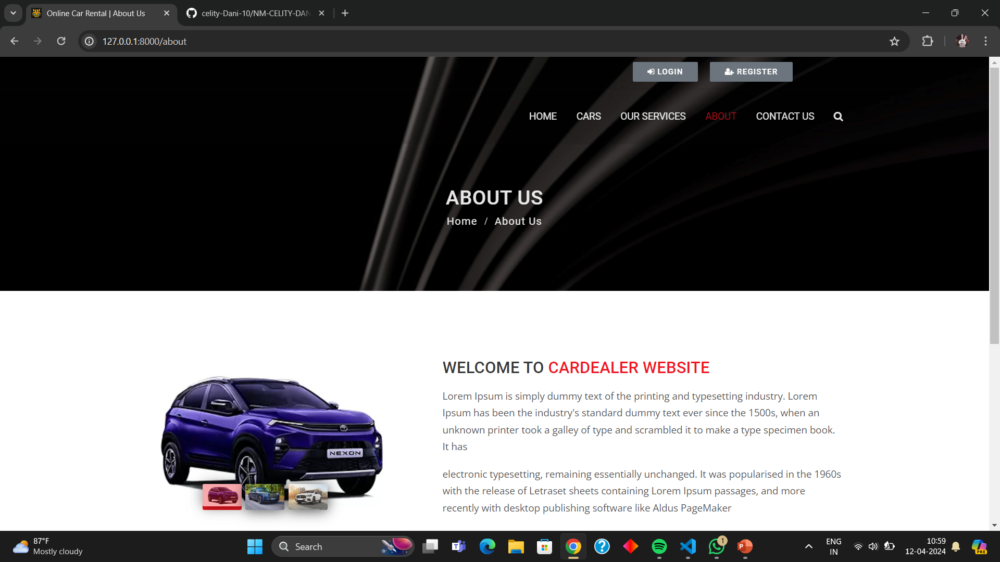 Online Car Rental | About Us
celity-Dani-10/NM-CELITY-DAN
127.0.0.1:8000/about
LOGIN
REGISTER
HOME
CARS
OUR SERVICES
ABOUT
CONTACT US
ABOUT US
Home / About Us
WELCOME TO CARDEALER WEBSITE
Lorem Ipsum is simply dummy text of the printing and typesetting industry. Lorem
Ipsum has been the industry's standard dummy text ever since the 1500s, when an
unknown printer took a galley of type and scrambled it to make a type specimen book.
It has
electronic typesetting, remaining essentially unchanged. It was popularised in the 1960s
with the release of Letraset sheets containing Lorem Ipsum passages, and more
recently with desktop publishing software like Aldus PageMaker
NEXON
87°F
Mostly cloudy
Search
1
ENG
IN
10:59
12-04-2024
PRE